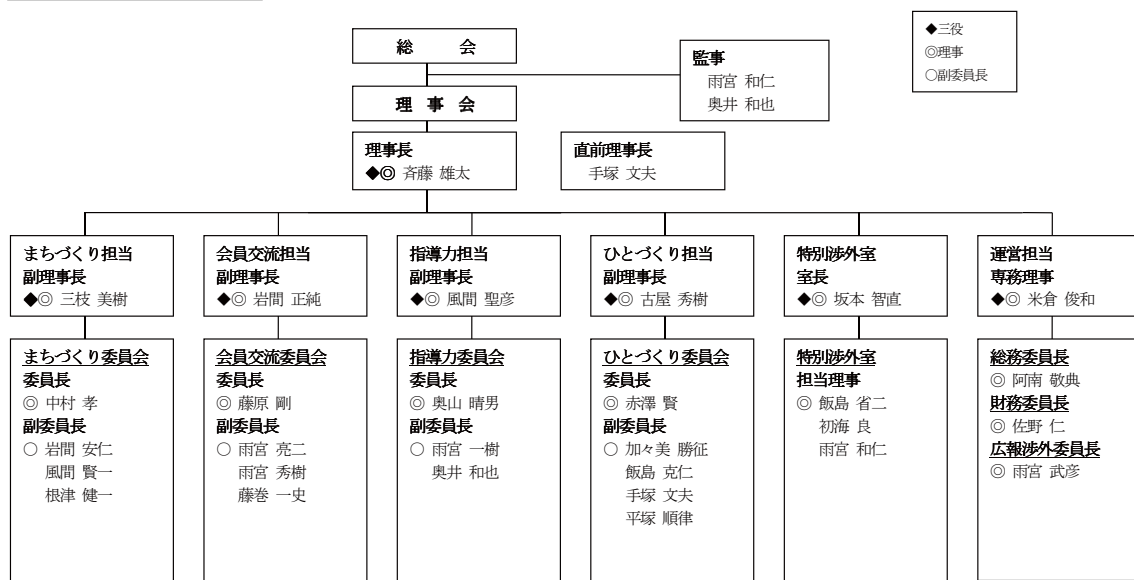 ◆三役
◎理事
○副委員長
総　会
監事
雨宮 和仁
奥井 和也
理 事 会
理事長
◆◎ 斉藤 雄太
直前理事長
手塚 文夫
まちづくり担当
副理事長
◆◎ 三枝 美樹
会員交流担当
副理事長
◆◎ 岩間 正純
指導力担当
副理事長
◆◎ 風間 聖彦
ひとづくり担当
副理事長
◆◎ 古屋 秀樹
特別渉外室
室長
◆◎ 坂本 智直
運営担当
専務理事
◆◎ 米倉 俊和
まちづくり委員会
委員長
◎ 中村 孝
副委員長
○ 岩間 安仁
風間 賢一
根津 健一
会員交流委員会
委員長
◎ 藤原 剛
副委員長
○ 雨宮 亮二
雨宮 秀樹
藤巻 一史
指導力委員会
委員長
◎ 奥山 晴男
副委員長
○ 雨宮 一樹
奥井 和也
ひとづくり委員会
委員長
◎ 赤澤 賢
副委員長
○ 加々美 勝征
飯島 克仁
手塚 文夫
平塚 順律
特別渉外室
担当理事
◎ 飯島 省二
初海 良
雨宮 和仁
総務委員長
◎ 阿南 敬典
財務委員長
◎ 佐野 仁
広報渉外委員長
◎ 雨宮 武彦